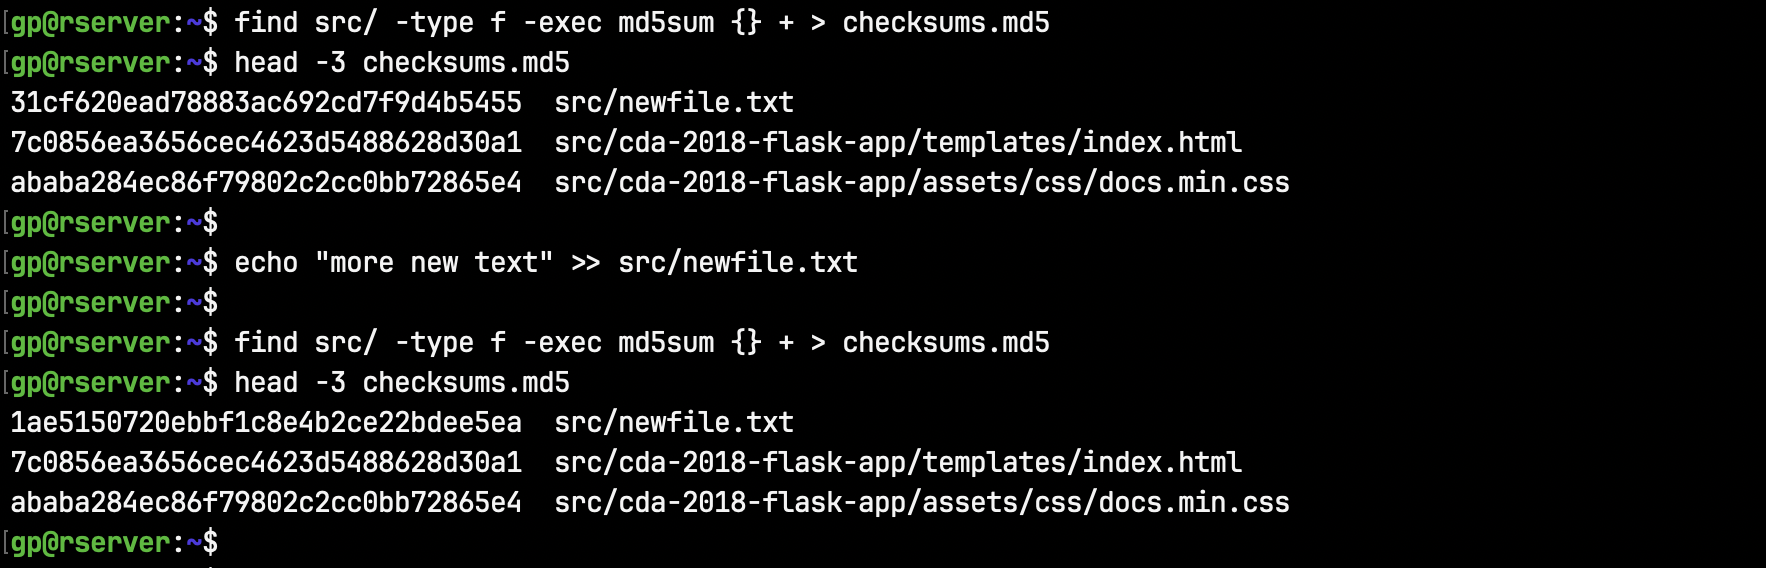 gp@rserver:~$ find src/ -type f -exec md5sum {} + > checksums.md5
gp@rserver:~$ head -3 checksums.md5
31cf620ead78883ac692cd7f9d4b5455  src/newfile.txt
7c0856ea3656cec4623d5488628d30a1  src/cda-2018-flask-app/templates/index.html
ababa284ec86f79802c2cc0bb72865e4  src/cda-2018-flask-app/assets/css/docs.min.css
gp@rserver:~$
gp@rserver:~$ echo "more new text" >> src/newfile.txt
gp@rserver:~$
gp@rserver:~$ find src/ -type f -exec md5sum {} + > checksums.md5
gp@rserver:~$ head -3 checksums.md5
1ae5150720ebbf1c8e4b2ce22bdee5ea  src/newfile.txt
7c0856ea3656cec4623d5488628d30a1  src/cda-2018-flask-app/templates/index.html
ababa284ec86f79802c2cc0bb72865e4  src/cda-2018-flask-app/assets/css/docs.min.css
gp@rserver:~$